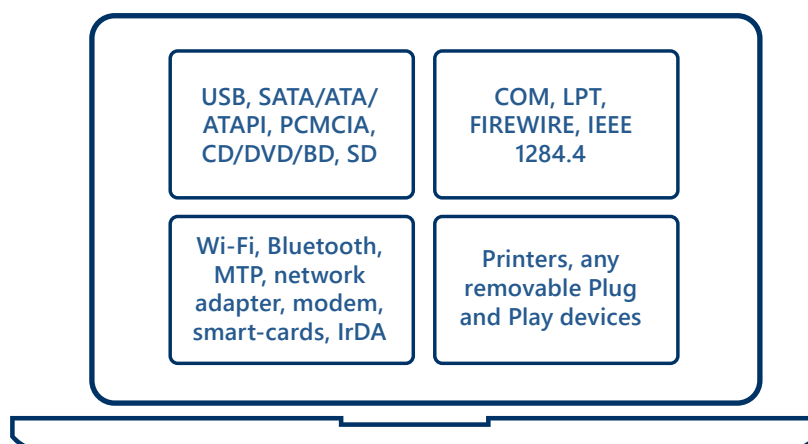 USB, SATA/ATA/
ATAPI, PCMCIA,
CD/DVD/BD, SD
COM, LPT,
FIREWIRE, IEEE
1284.4
Wi-Fi, Bluetooth,
MTP, network
adapter, modem,
smart-cards, IrDA
Printers, any
removable Plug
and Play devices